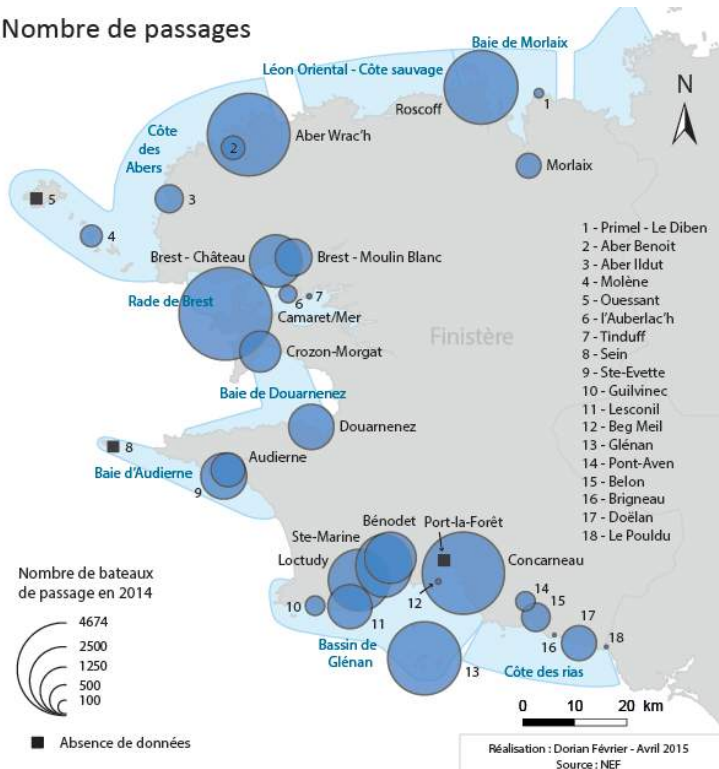 Nombre de passages
Baie de Morlaix
Léon Oriental - Côte sauvage
Roscoff
1
N
Côte
des
Abers
Aber Wrac'h
2
Morlaix
3
5
4
Brest - Château
Brest - Moulin Blanc
6
7
Rade de Brest
Camaret/Mer
Finistère
Crozon-Morgat
Baie de Douarnenez
Douarnenez
8
Audierne
Baie d'Audierne
9
1 - Primel - Le Diben
2 - Aber Benoit
3 - Aber Ildut
4 - Molène
5 - Ouessant
6 - l'Auberlac'h
7 - Tinduff
8 - Sein
9 - Ste-Evette
10 - Guilvinec
11 - Lesconil
12 - Beg Meil
13 - Glénan
14 - Pont-Aven
15 - Belon
16 - Brigneau
17 - Doëlan
18 - Le Pouldu
Bénodet
Port-la-Forêt
Ste-Marine
Loctudy
Concarneau
10
11
12
14
15
16
17
18
Bassin de
Glénan
13
Côte des rias
Nombre de bateaux
de passage en 2014
4674
2500
1250
500
100
Absence de données
0 10 20 km
Réalisation : Dorian Février - Avril 2015
Source : NEF